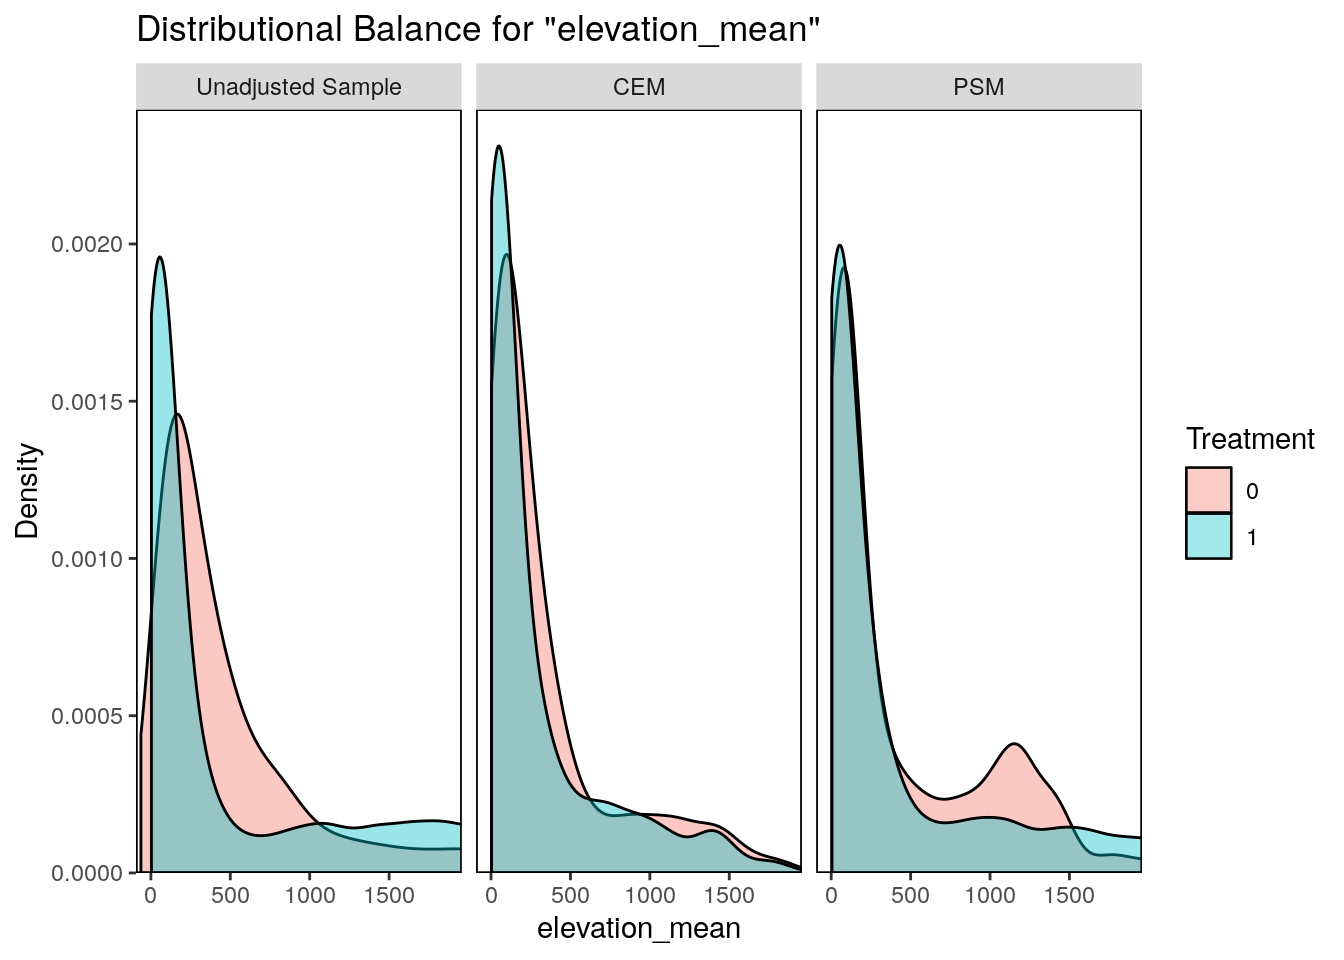 Distributional Balance for "elevation_mean"
Unadjusted Sample
CEM
PSM
Density
0.0020
0.0015
0.0010
0.0005
0.0000
0 500 1000 1500
0 500 1000 1500
0 500 1000 1500
elevation_mean
Treatment
0
1